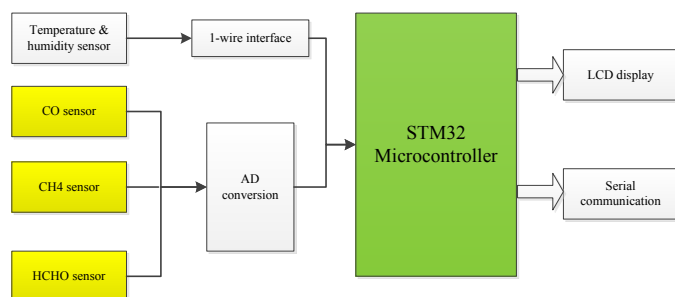 Temperature &
humidity sensor
1-wire interface
CO sensor
CH4 sensor
HCHO sensor
AD
conversion
STM32
Microcontroller
LCD display
Serial
communication